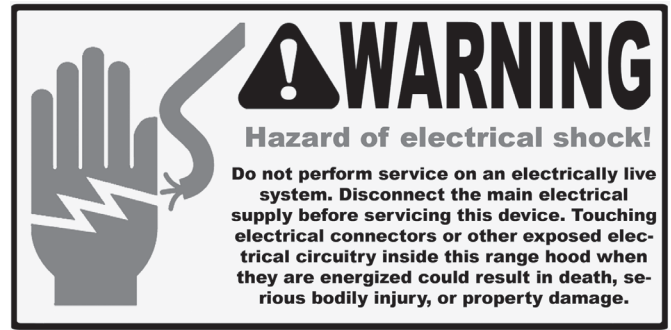 WARNING
Hazard of electrical shock!
Do not perform service on an electrically live
system. Disconnect the main electrical
supply before servicing this device. Touching
electrical connectors or other exposed elec-
trical circuitry inside this range hood when
they are energized could result in death, se-
rious bodily injury, or property damage.